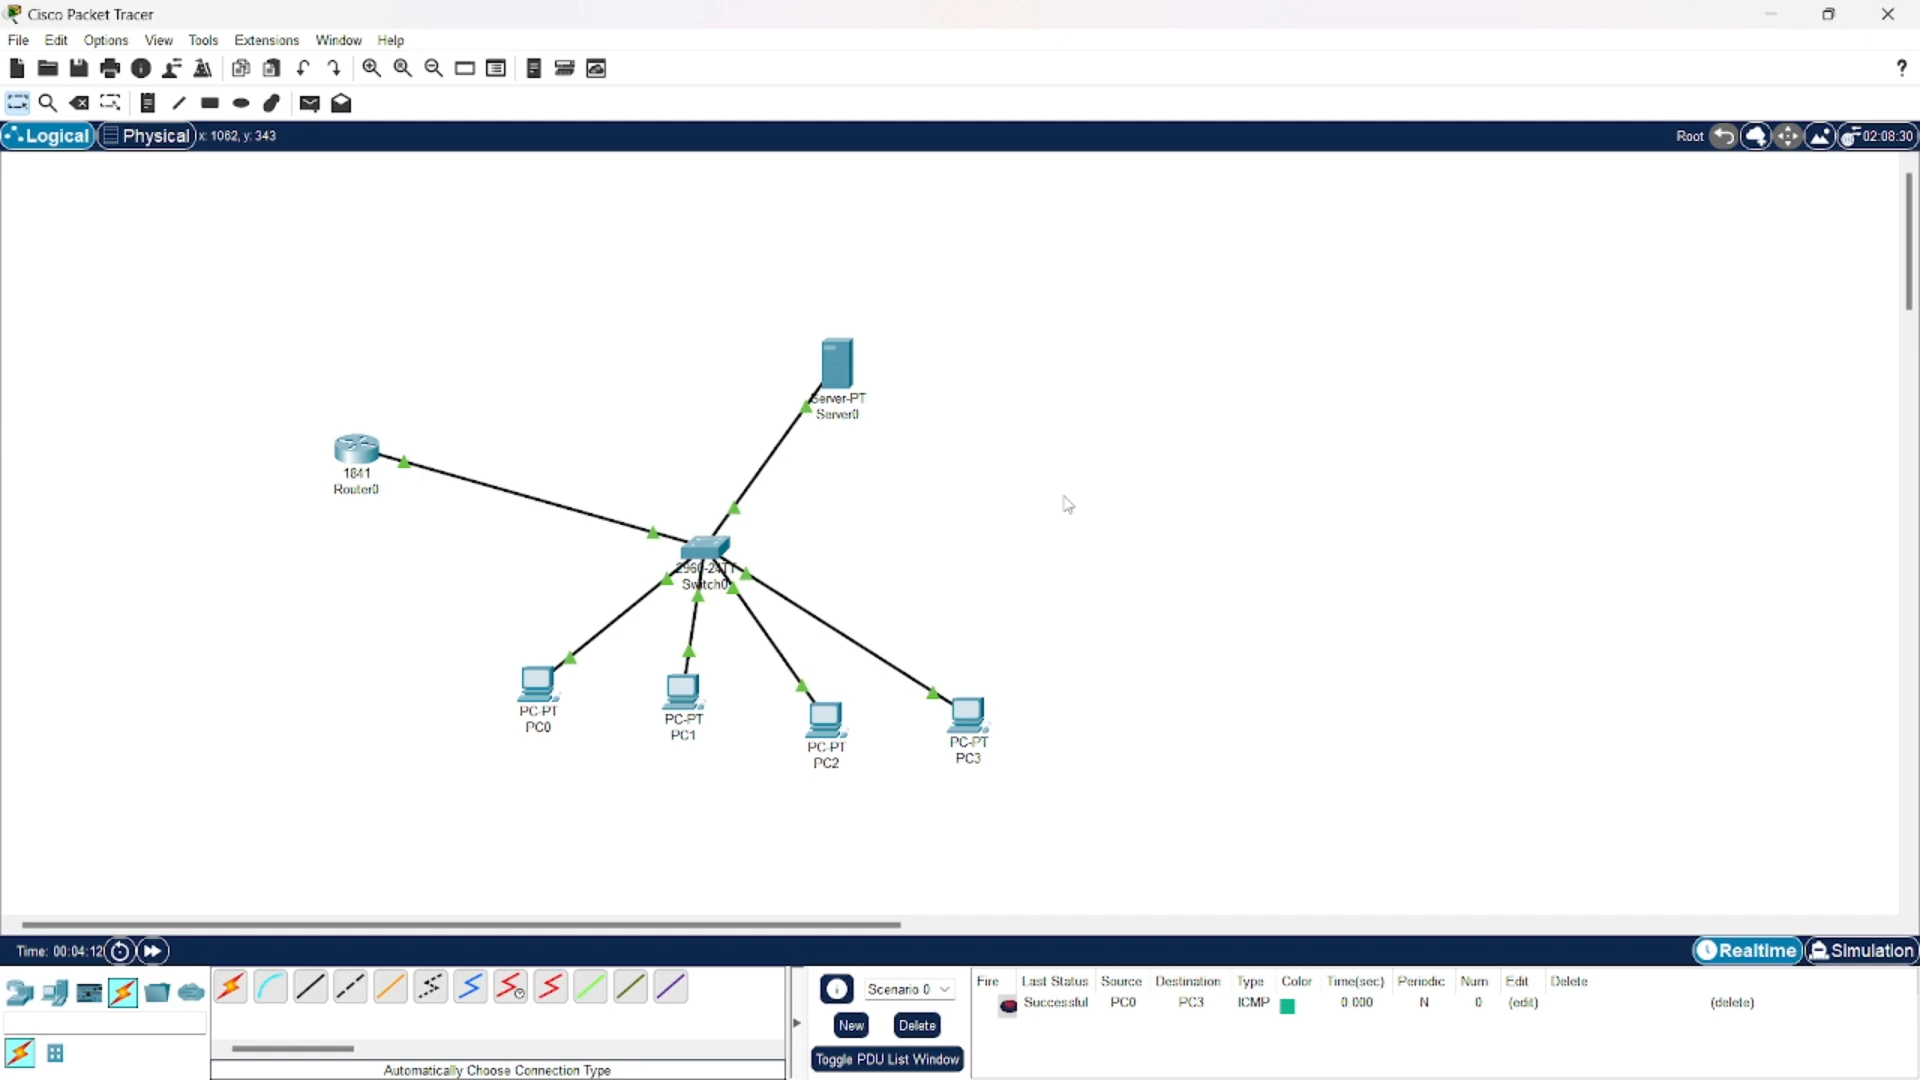 Cisco Packet Tracer
File Edit Options View Tools Extensions Window Help
?
Logical Physical x: 1062, y: 343 Root 02:08:30
Server-PT
Server0
1841
Router0
2960-24TT
Switch0
PC-PT
PC0
PC-PT
PC1
PC-PT
PC2
PC-PT
PC3
Time: 00:04:12 Realtime Simulation
Scenario 0
New Delete
Toggle PDU List Window
Fire Last Status Source Destination Type Color Time(sec) Periodic Num Edit Delete
Successful PC0 PC3 ICMP 0.000 N 0 (edit) (delete)
Automatically Choose Connection Type